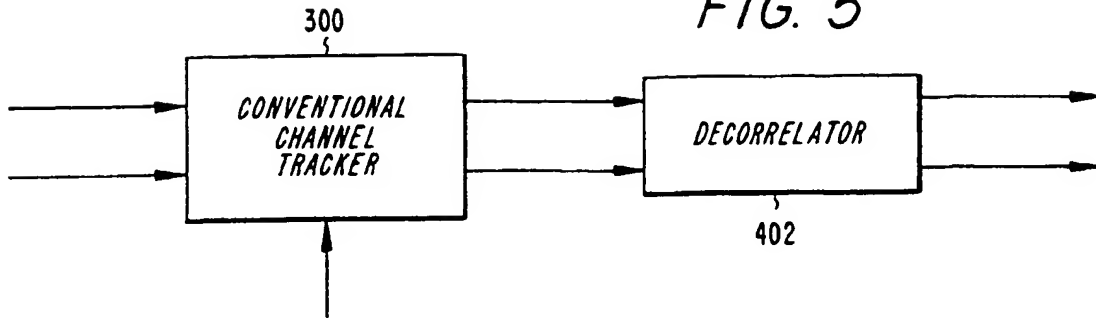 FIG. 5
300
CONVENTIONAL
CHANNEL
TRACKER
DECORRELATOR
402